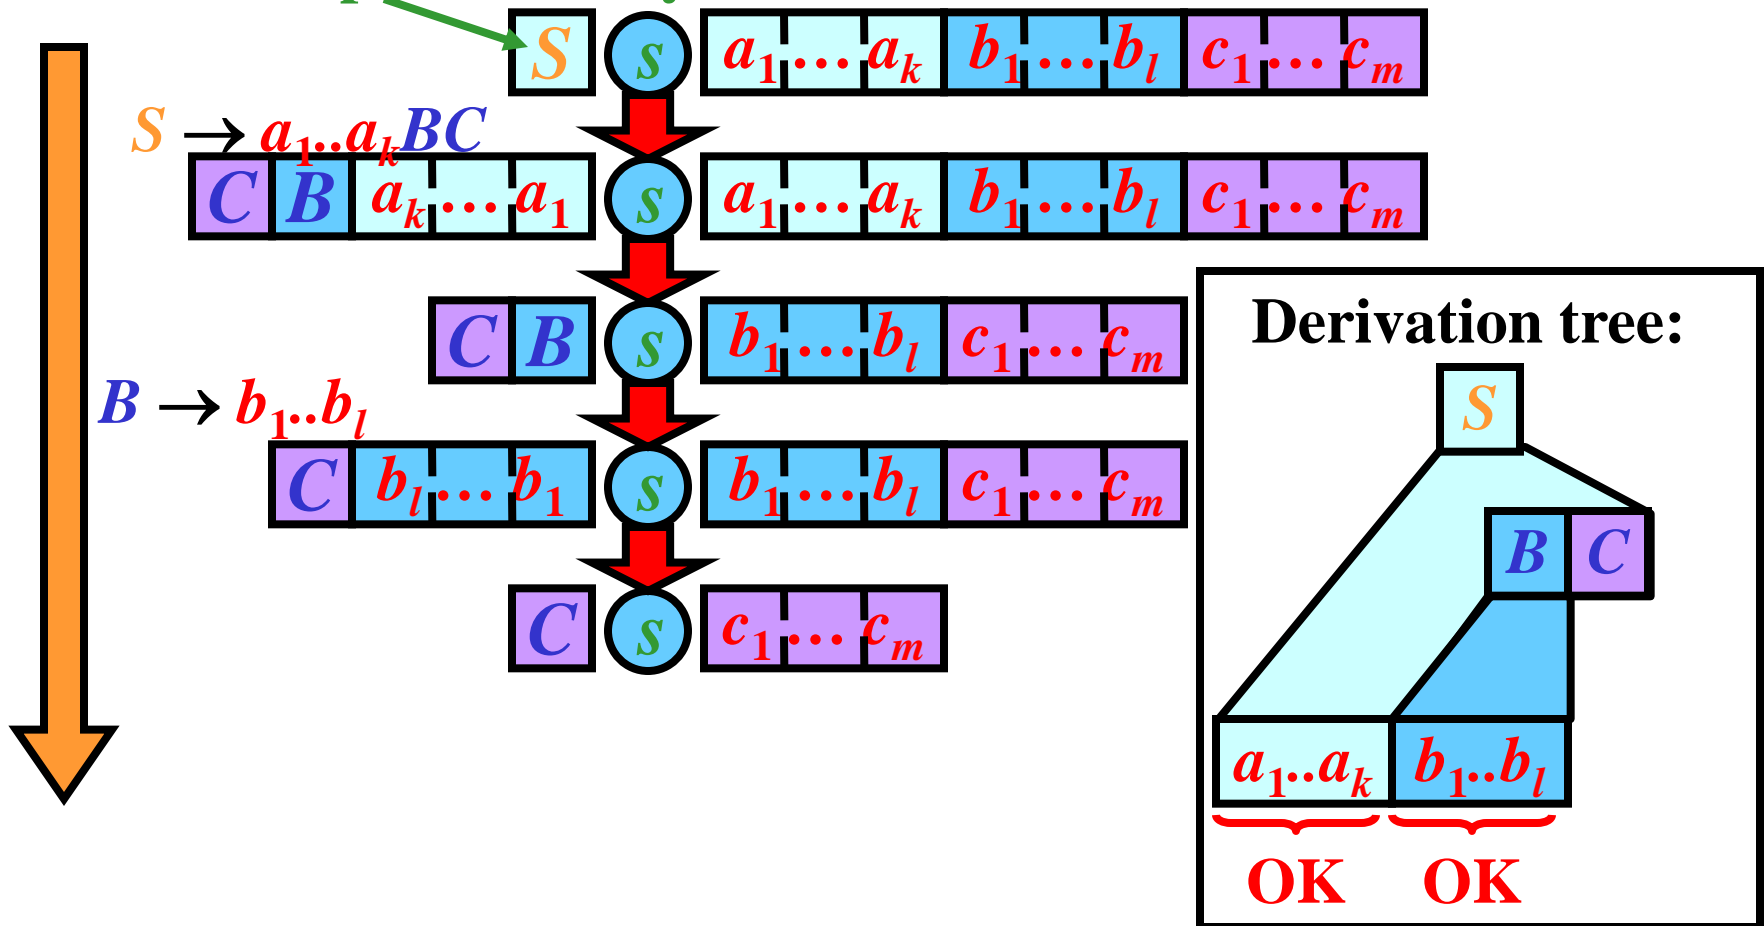 S s a1 … ak b1 … bl c1 … cm
S → a1..akBC
C B ak … a1 s a1 … ak b1 … bl c1 … cm
C B s b1 … bl c1 … cm
B → b1..bl
C bl … b1 s b1 … bl c1 … cm
C s c1 … cm
Derivation tree:
S
B C
a1..ak b1..bl
OK OK